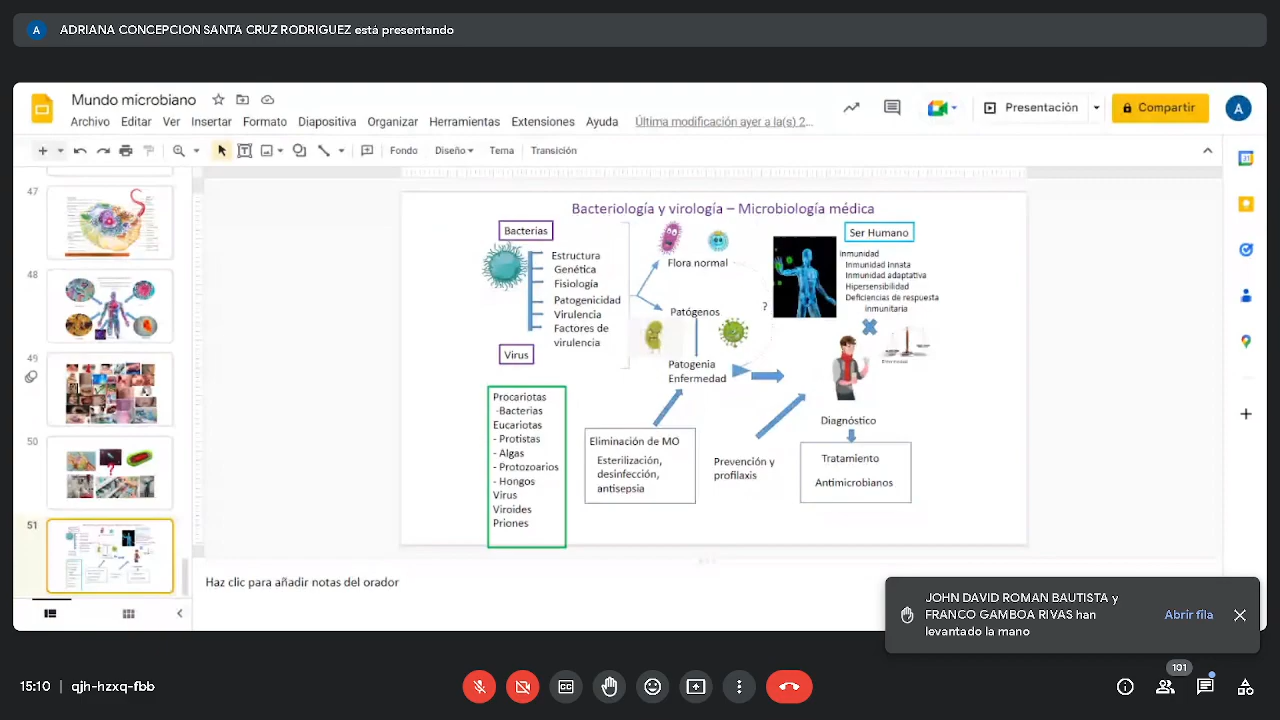 A ADRIANA CONCEPCION SANTA CRUZ RODRIGUEZ está presentando
Mundo microbiano
Archivo Editar Ver Insertar Formato Diapositiva Organizar Herramientas Extensiones Ayuda Última modificación ayer a la(s) 2...
Presentación
Compartir
A
Fondo Diseño Tema Transición
47
48
49
50
51
Bacteriología y virología – Microbiología médica
Bacterias
Estructura
Genética
Fisiología
Patogenicidad
Virulencia
Factores de
virulencia
Virus
Flora normal
Patógenos
?
Patogenia
Enfermedad
Ser Humano
Inmunidad
Inmunidad innata
Inmunidad adaptativa
Hipersensibilidad
Deficiencias de respuesta
inmunitaria
Diagnóstico
Tratamiento
Antimicrobianos
Procariotas
-Bacterias
Eucariotas
- Protistas
- Algas
- Protozoarios
- Hongos
Virus
Viroides
Priones
Eliminación de MO
Esterilización,
desinfección,
antisepsia
Prevención y
profilaxis
Haz clic para añadir notas del orador
JOHN DAVID ROMAN BAUTISTA y
FRANCO GAMBOA RIVAS han
levantado la mano
Abrir fila
15:10 | qjh-hzxq-fbb
101